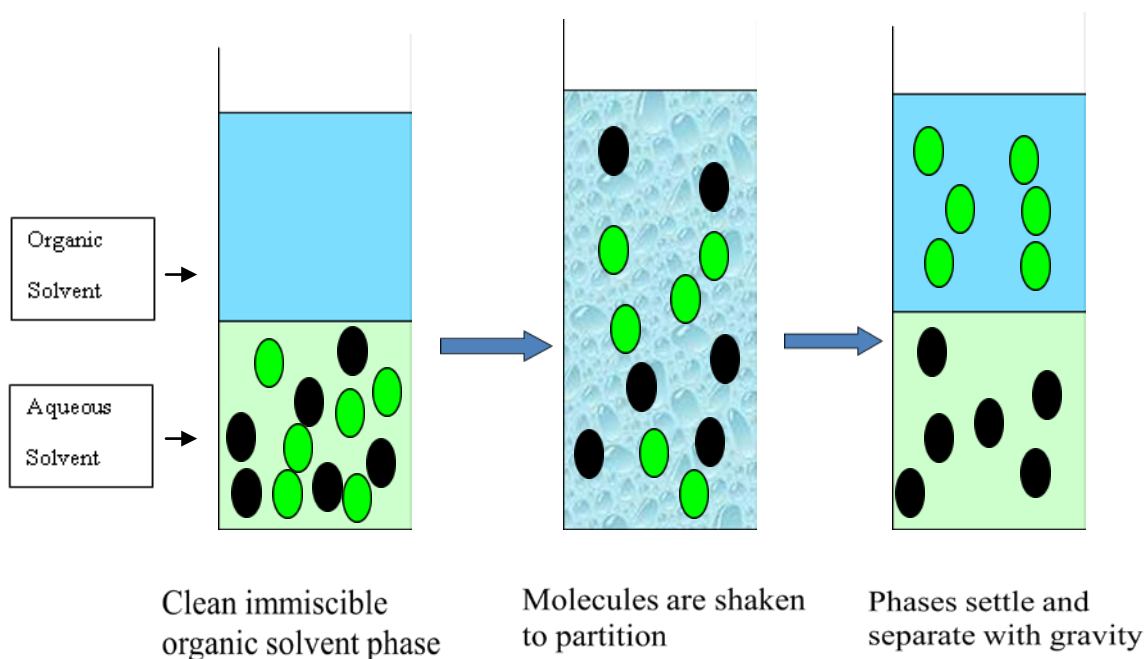 Organic
Solvent
Aqueous
Solvent
Clean immiscible
organic solvent phase
Molecules are shaken
to partition
Phases settle and
separate with gravity